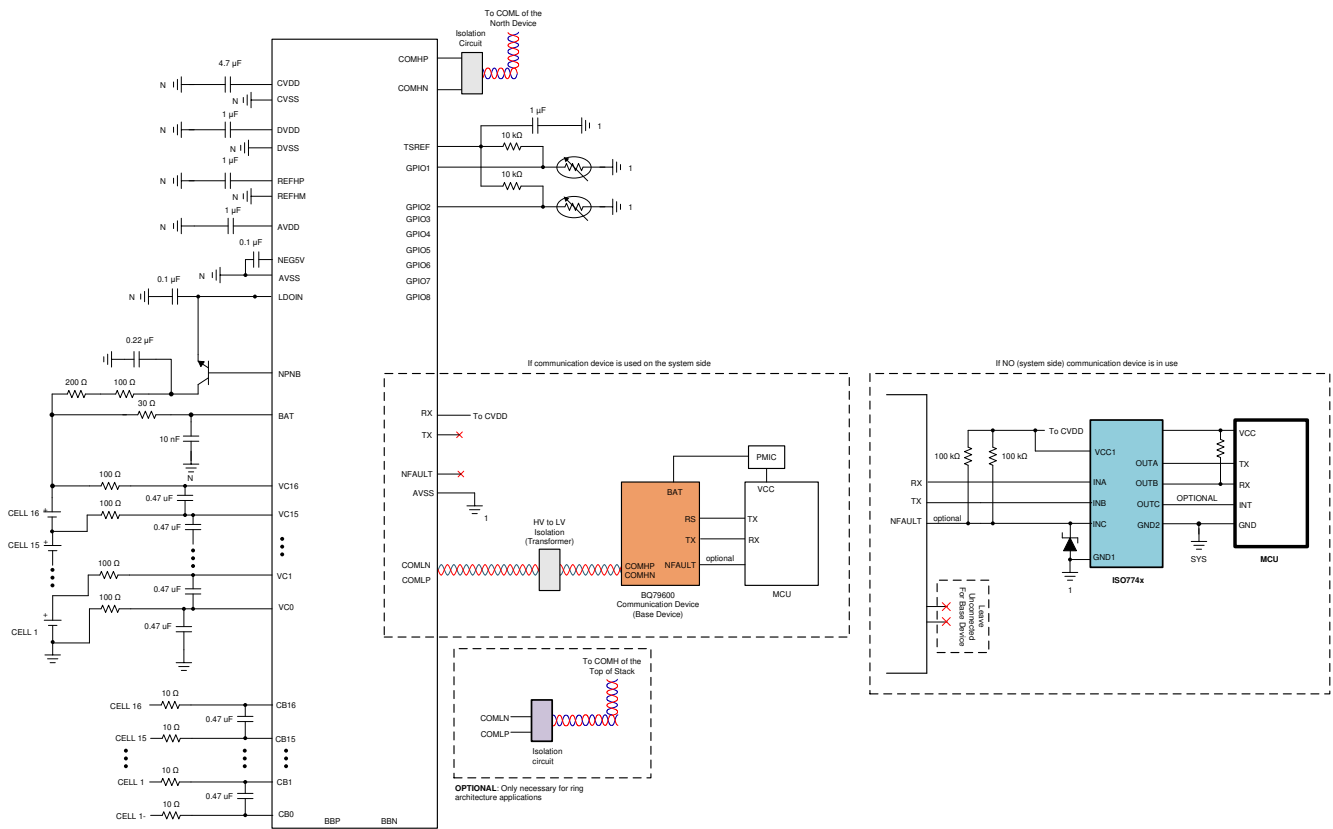 To COML of the
North Device
Isolation
Circuit
COMHP
COMHN
4.7 µF
N
CVDD
N
CVSS
1 µF
N
DVDD
N
DVSS
1 µF
N
REFHP
N
REFHM
1 µF
N
AVDD
0.1 µF
NEG5V
N
AVSS
0.1 µF
N
LDOIN
0.22 µF
NPNB
200 Ω
100 Ω
30 Ω
BAT
10 nF
N
100 Ω
VC16
0.47 uF
CELL 16
+
100 Ω
VC15
0.47 uF
CELL 15
+
100 Ω
VC1
0.47 uF
100 Ω
VC0
+
0.47 uF
CELL 1
10 Ω
CELL 16
CB16
0.47 uF
10 Ω
CELL 15
CB15
10 Ω
CELL 1
CB1
0.47 uF
10 Ω
CELL 1-
CB0
BBP
BBN
1 µF
1
TSREF
10 kΩ
GPIO1
1
10 kΩ
GPIO2
1
GPIO3
GPIO4
GPIO5
GPIO6
GPIO7
GPIO8
If communication device is used on the system side
RX
To CVDD
TX
NFAULT
AVSS
1
COMLN
COMLP
HV to LV
Isolation
(Transformer)
PMIC
BAT
VCC
RS
TX
TX
RX
optional
NFAULT
COMHP
COMHN
BQ79600
Communication Device
(Base Device)
MCU
To COMH of the
Top of Stack
COMLN
COMLP
Isolation
circuit
OPTIONAL: Only necessary for ring
architecture applications
If NO (system side) communication device is in use
To CVDD
100 kΩ
100 kΩ
RX
TX
NFAULT
optional
VCC1
INA
INB
INC
GND1
OUTA
OUTB
OUTC
GND2
ISO774x
1
OPTIONAL
SYS
VCC
TX
RX
INT
GND
MCU
Leave
Unconnected
For Base Device